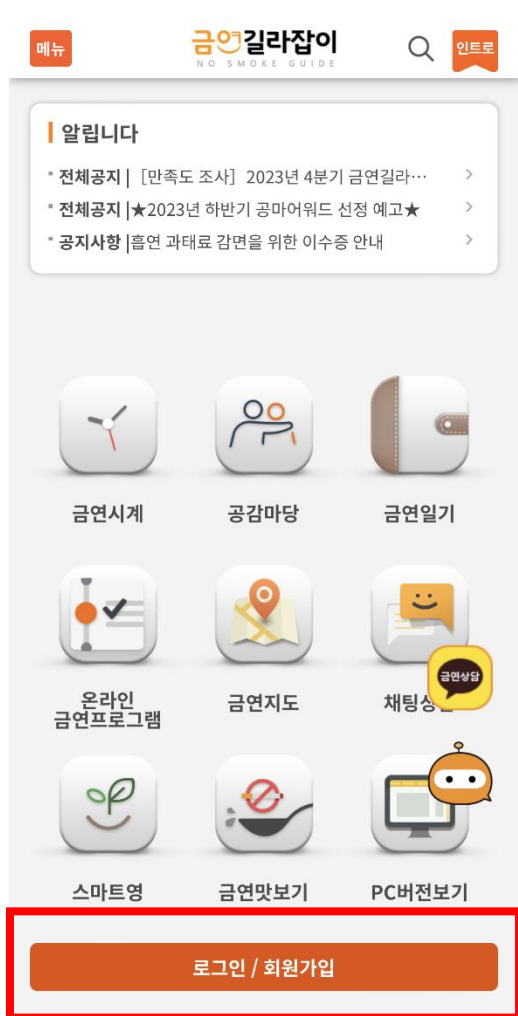 메뉴
금연길라잡이
NO SMOKE GUIDE
인트로
알립니다
전체공지 | [만족도 조사] 2023년 4분기 금연길라…
전체공지 |★2023년 하반기 공마어워드 선정 예고★
공지사항 |흡연 과태료 감면을 위한 이수증 안내
금연시계
공감마당
금연일기
온라인
금연프로그램
금연지도
채팅상
금연상담
스마트영
금연맛보기
PC버전보기
로그인 / 회원가입